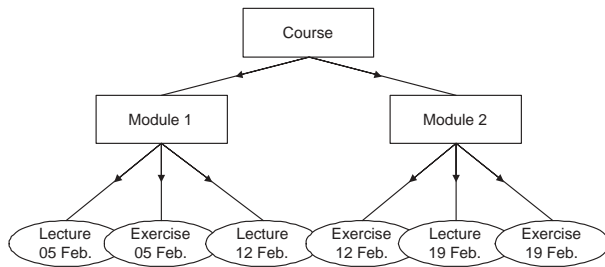 Course
Module 1
Module 2
Lecture
05 Feb.
Exercise
05 Feb.
Lecture
12 Feb.
Exercise
12 Feb.
Lecture
19 Feb.
Exercise
19 Feb.